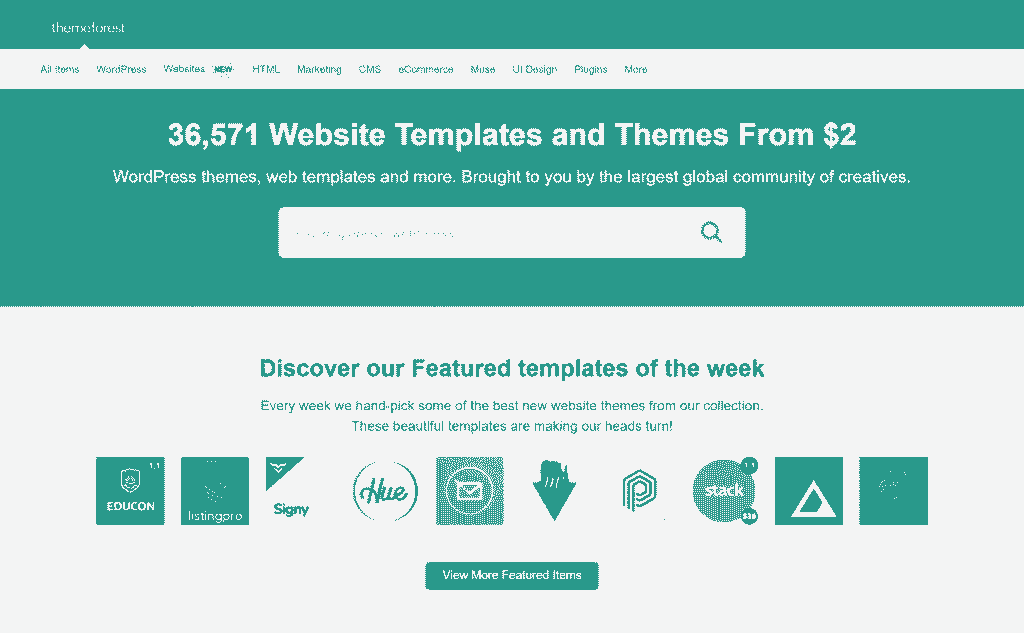 themeforest
All Items WordPress Websites NEW HTML Marketing CMS eCommerce Muse UI Design Plugins More
36,571 Website Templates and Themes From $2
WordPress themes, web templates and more. Brought to you by the largest global community of creatives.
Discover our Featured templates of the week
Every week we hand-pick some of the best new website themes from our collection.
These beautiful templates are making our heads turn!
1.1
EDUCON
listingpro
Signy
Hue
stack
View More Featured Items